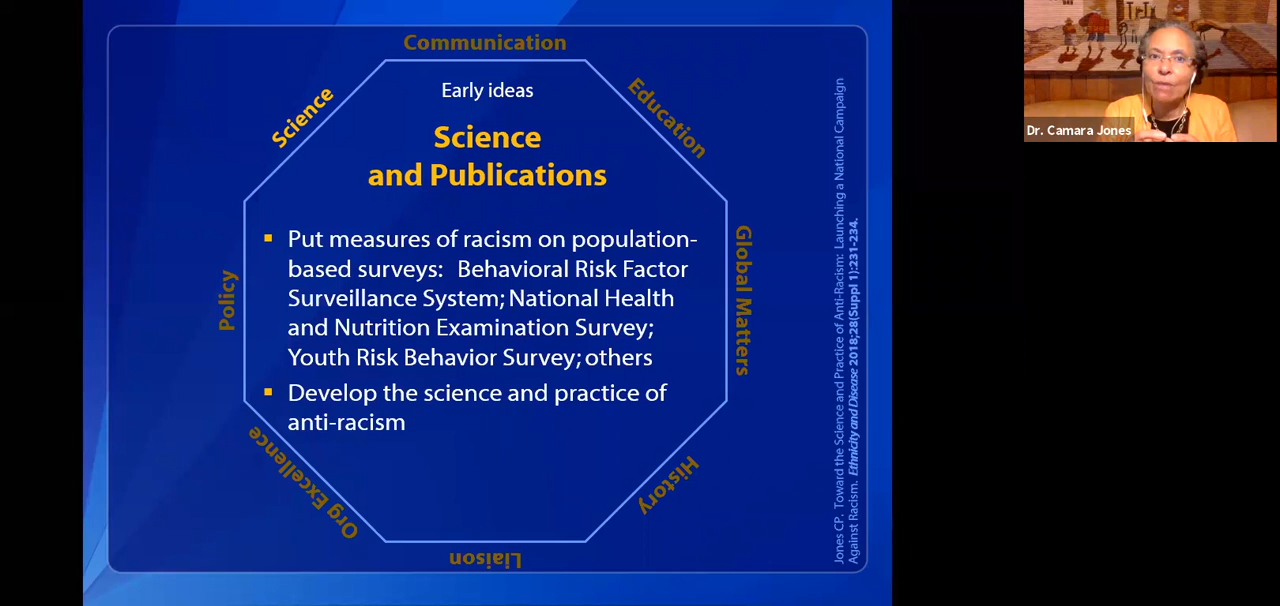 Communication
Science
Education
Early ideas
Science
and Publications
▪ Put measures of racism on population-
based surveys: Behavioral Risk Factor
Surveillance System; National Health
and Nutrition Examination Survey;
Youth Risk Behavior Survey; others
▪ Develop the science and practice of
anti-racism
Policy
Global Matters
Org Excellence
History
Liaison
Jones CP. Toward the Science and Practice of Anti-Racism: Launching a National Campaign
Against Racism. Ethnicity and Disease 2018;28(Suppl 1):231-234.
Dr. Camara Jones